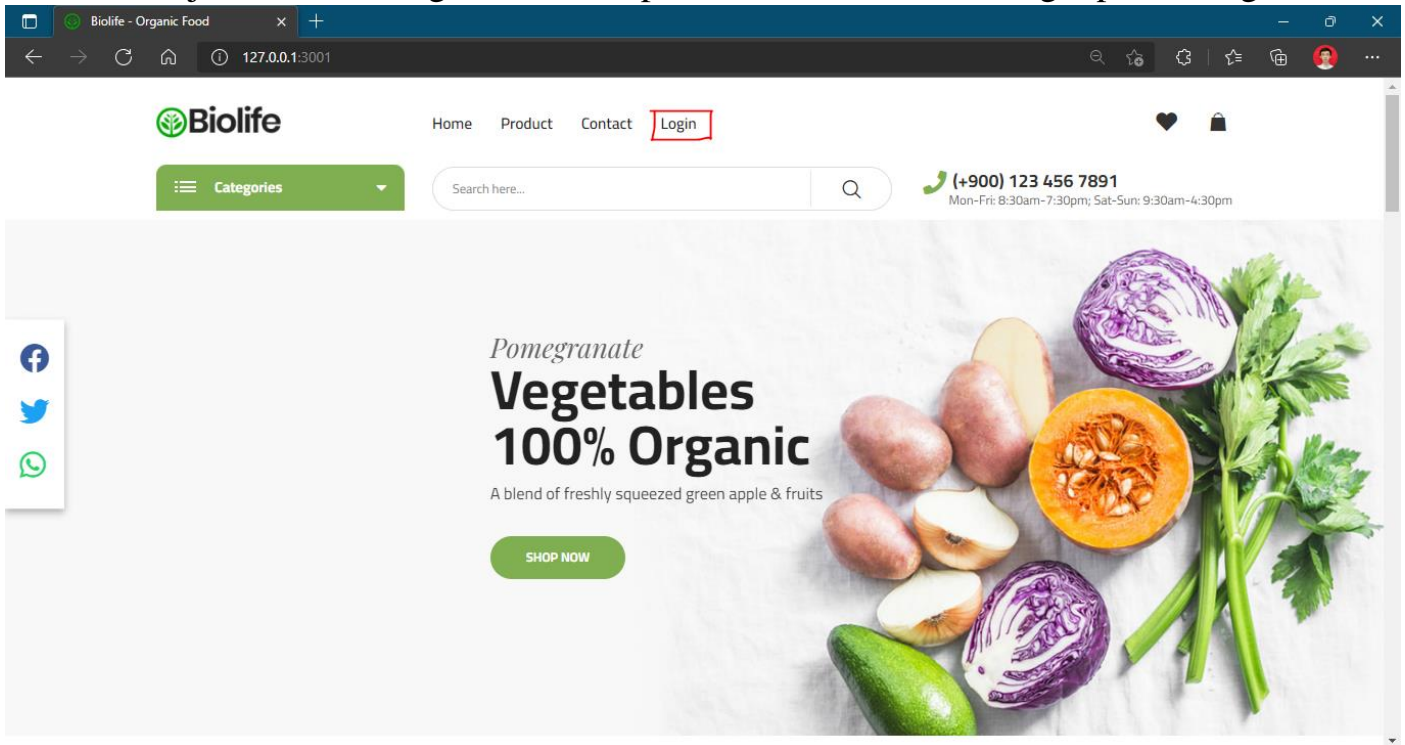 Biolife - Organic Food
127.0.0.1:3001
Biolife
Home Product Contact Login
Categories
Search here...
(+900) 123 456 7891
Mon-Fri: 8:30am-7:30pm; Sat-Sun: 9:30am-4:30pm
Pomegranate
Vegetables
100% Organic
A blend of freshly squeezed green apple & fruits
SHOP NOW